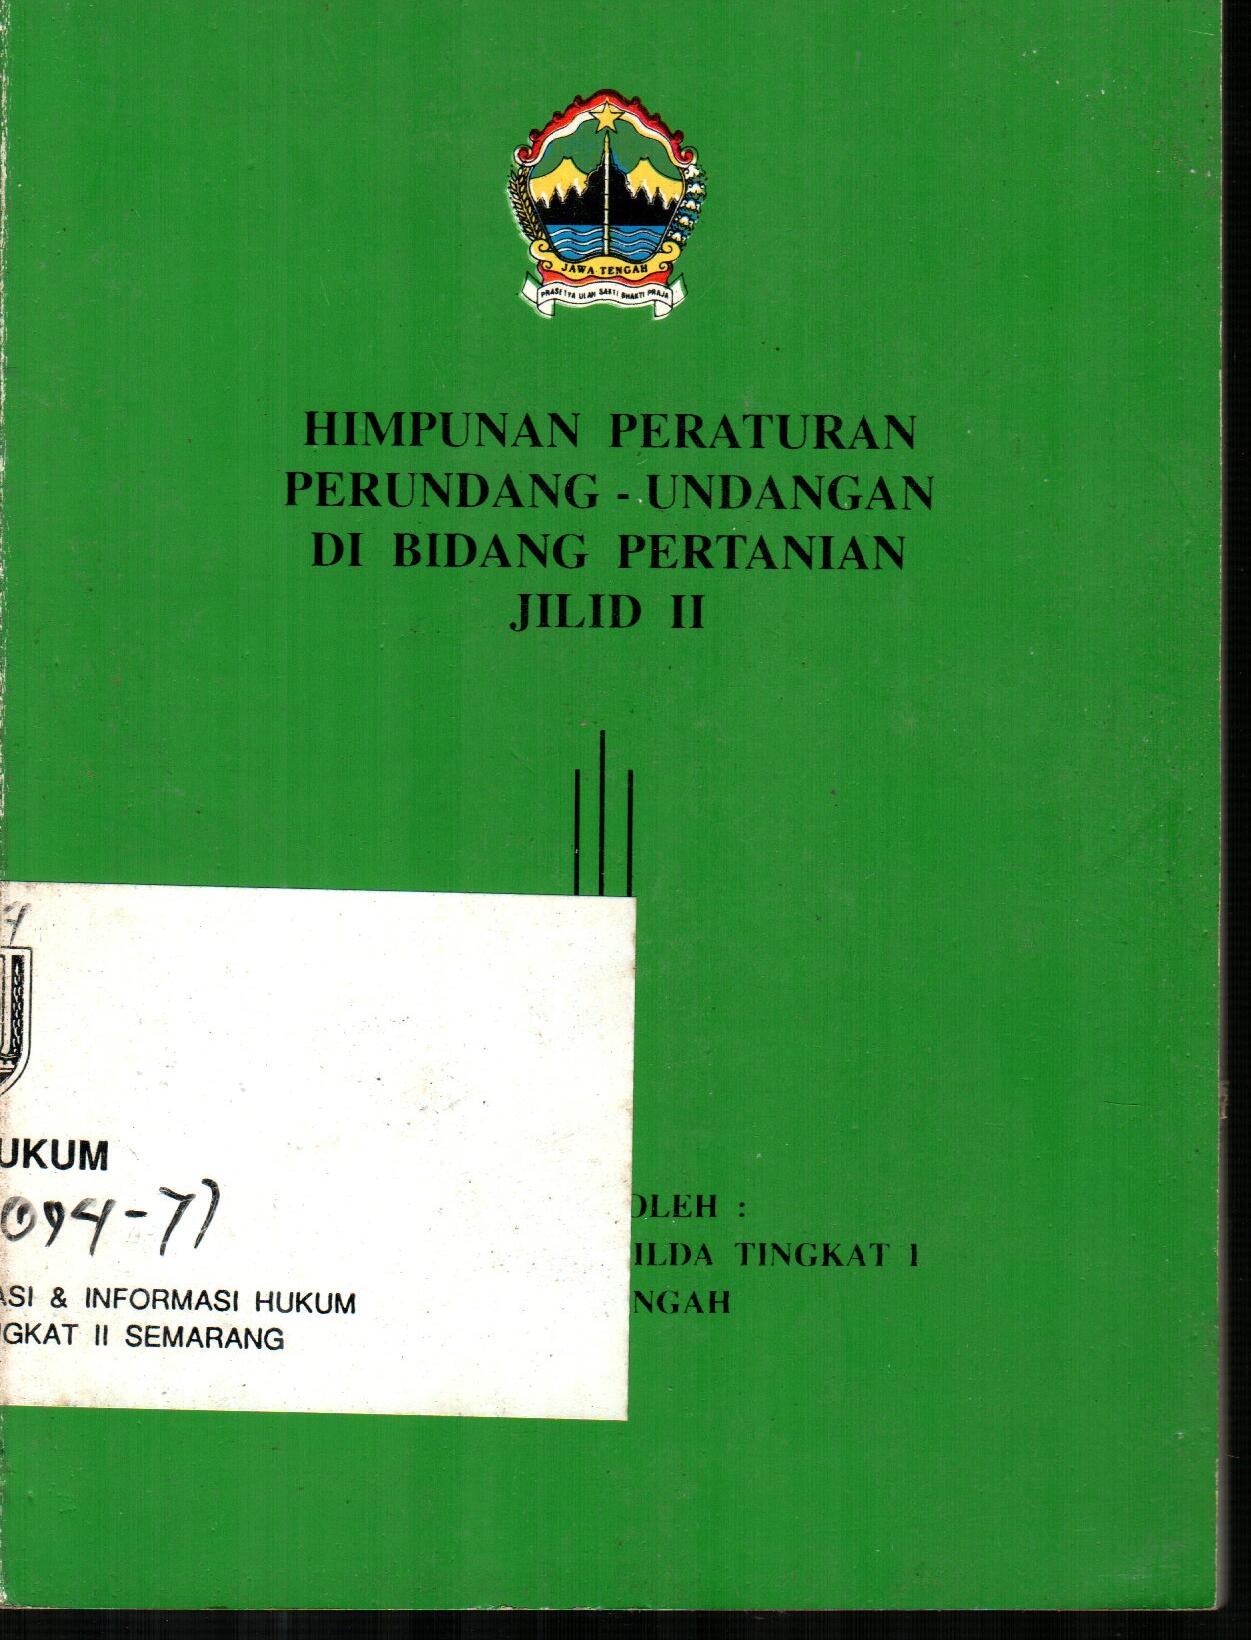 JAWA TENGAH
PRASETYA ULAH SAKTI BHAKTI PRAJA
HIMPUNAN PERATURAN
PERUNDANG - UNDANGAN
DI BIDANG PERTANIAN
JILID II
UKUM
094-77
ASI & INFORMASI HUKUM
GKAT II SEMARANG
OLEH :
ILDA TINGKAT I
NGAH